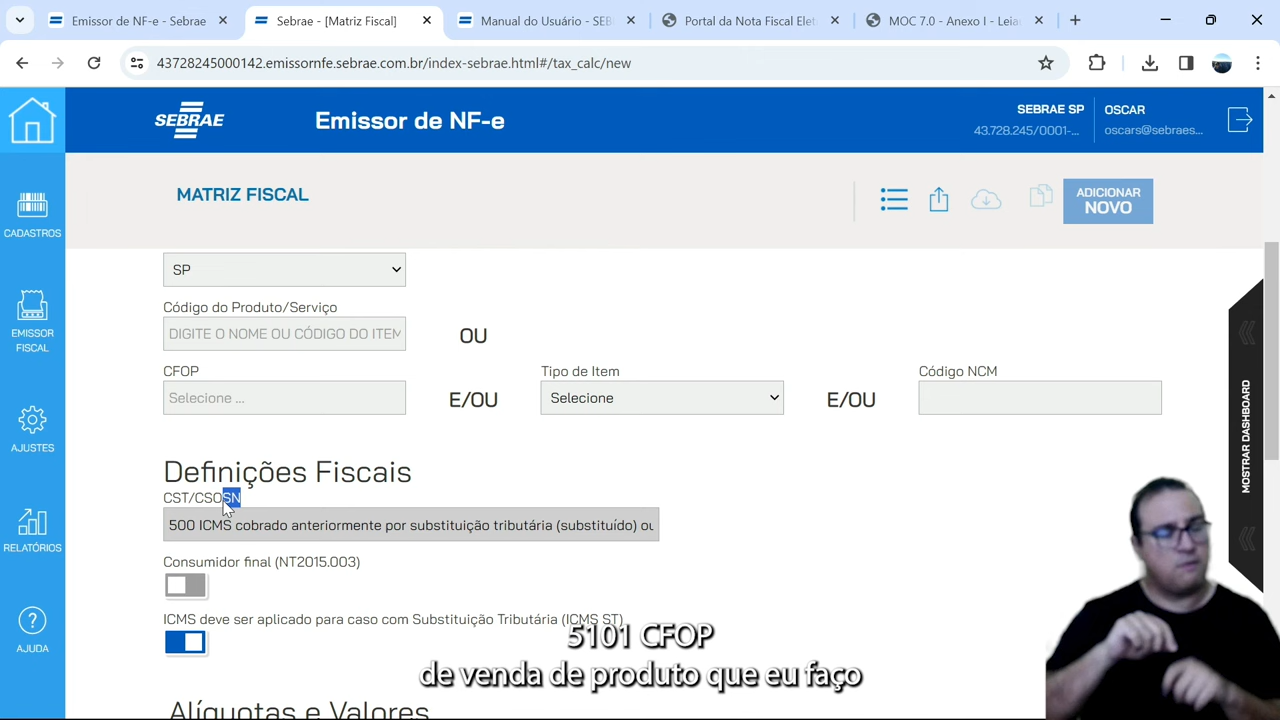 Emissor de NF-e - Sebrae
Sebrae - [Matriz Fiscal]
Manual do Usuário - SEB
Portal da Nota Fiscal Elet
MOC 7.0 - Anexo I - Leia
43728245000142.emissornfe.sebrae.com.br/index-sebrae.html#/tax_calc/new
SEBRAE
Emissor de NF-e
SEBRAE SP
43.728.245/0001-...
OSCAR
oscars@sebraes...
MATRIZ FISCAL
ADICIONAR
NOVO
CADASTROS
EMISSOR
FISCAL
AJUSTES
RELATÓRIOS
AJUDA
SP
Código do Produto/Serviço
DIGITE O NOME OU CÓDIGO DO ITEM
OU
CFOP
Selecione ...
E/OU
Tipo de Item
Selecione
E/OU
Código NCM
MOSTRAR DASHBOARD
Definições Fiscais
CST/CSOSN
500 ICMS cobrado anteriormente por substituição tributária (substituído) ou
Consumidor final (NT2015.003)
ICMS deve ser aplicado para caso com Substituição Tributária (ICMS ST)
5101 CFOP
de venda de produto que eu faço
Alíquotas e Valores